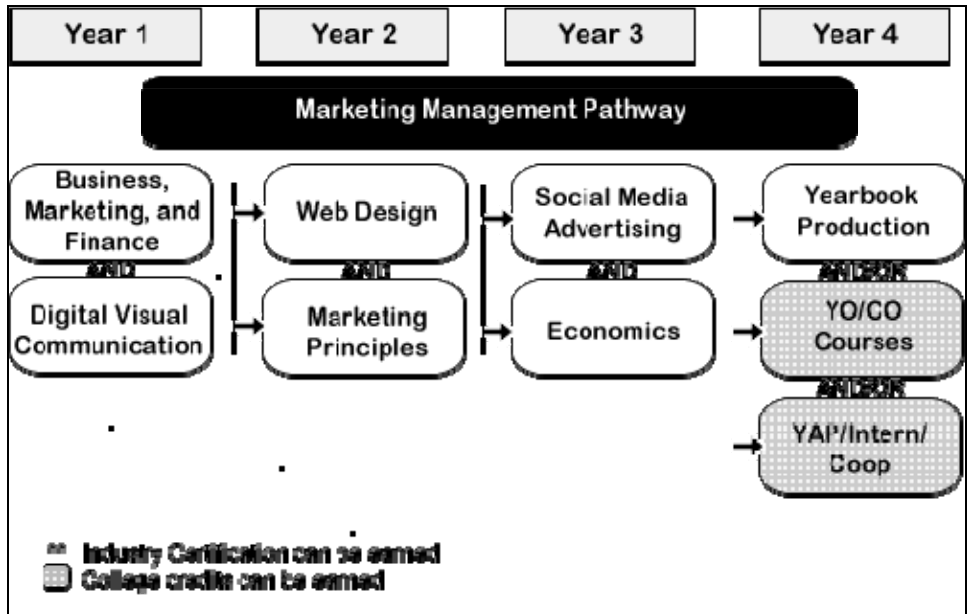 Year 1
Year 2
Year 3
Year 4
Marketing Management Pathway
Business,
Marketing, and
Finance
AND
Digital Visual
Communication
Web Design
AND
Marketing
Principles
Social Media
Advertising
AND
Economics
Yearbook
Production
AND/OR
YO/CO
Courses
AND/OR
YAP/Intern/
Coop
** Industry Certification can be earned
College credits can be earned